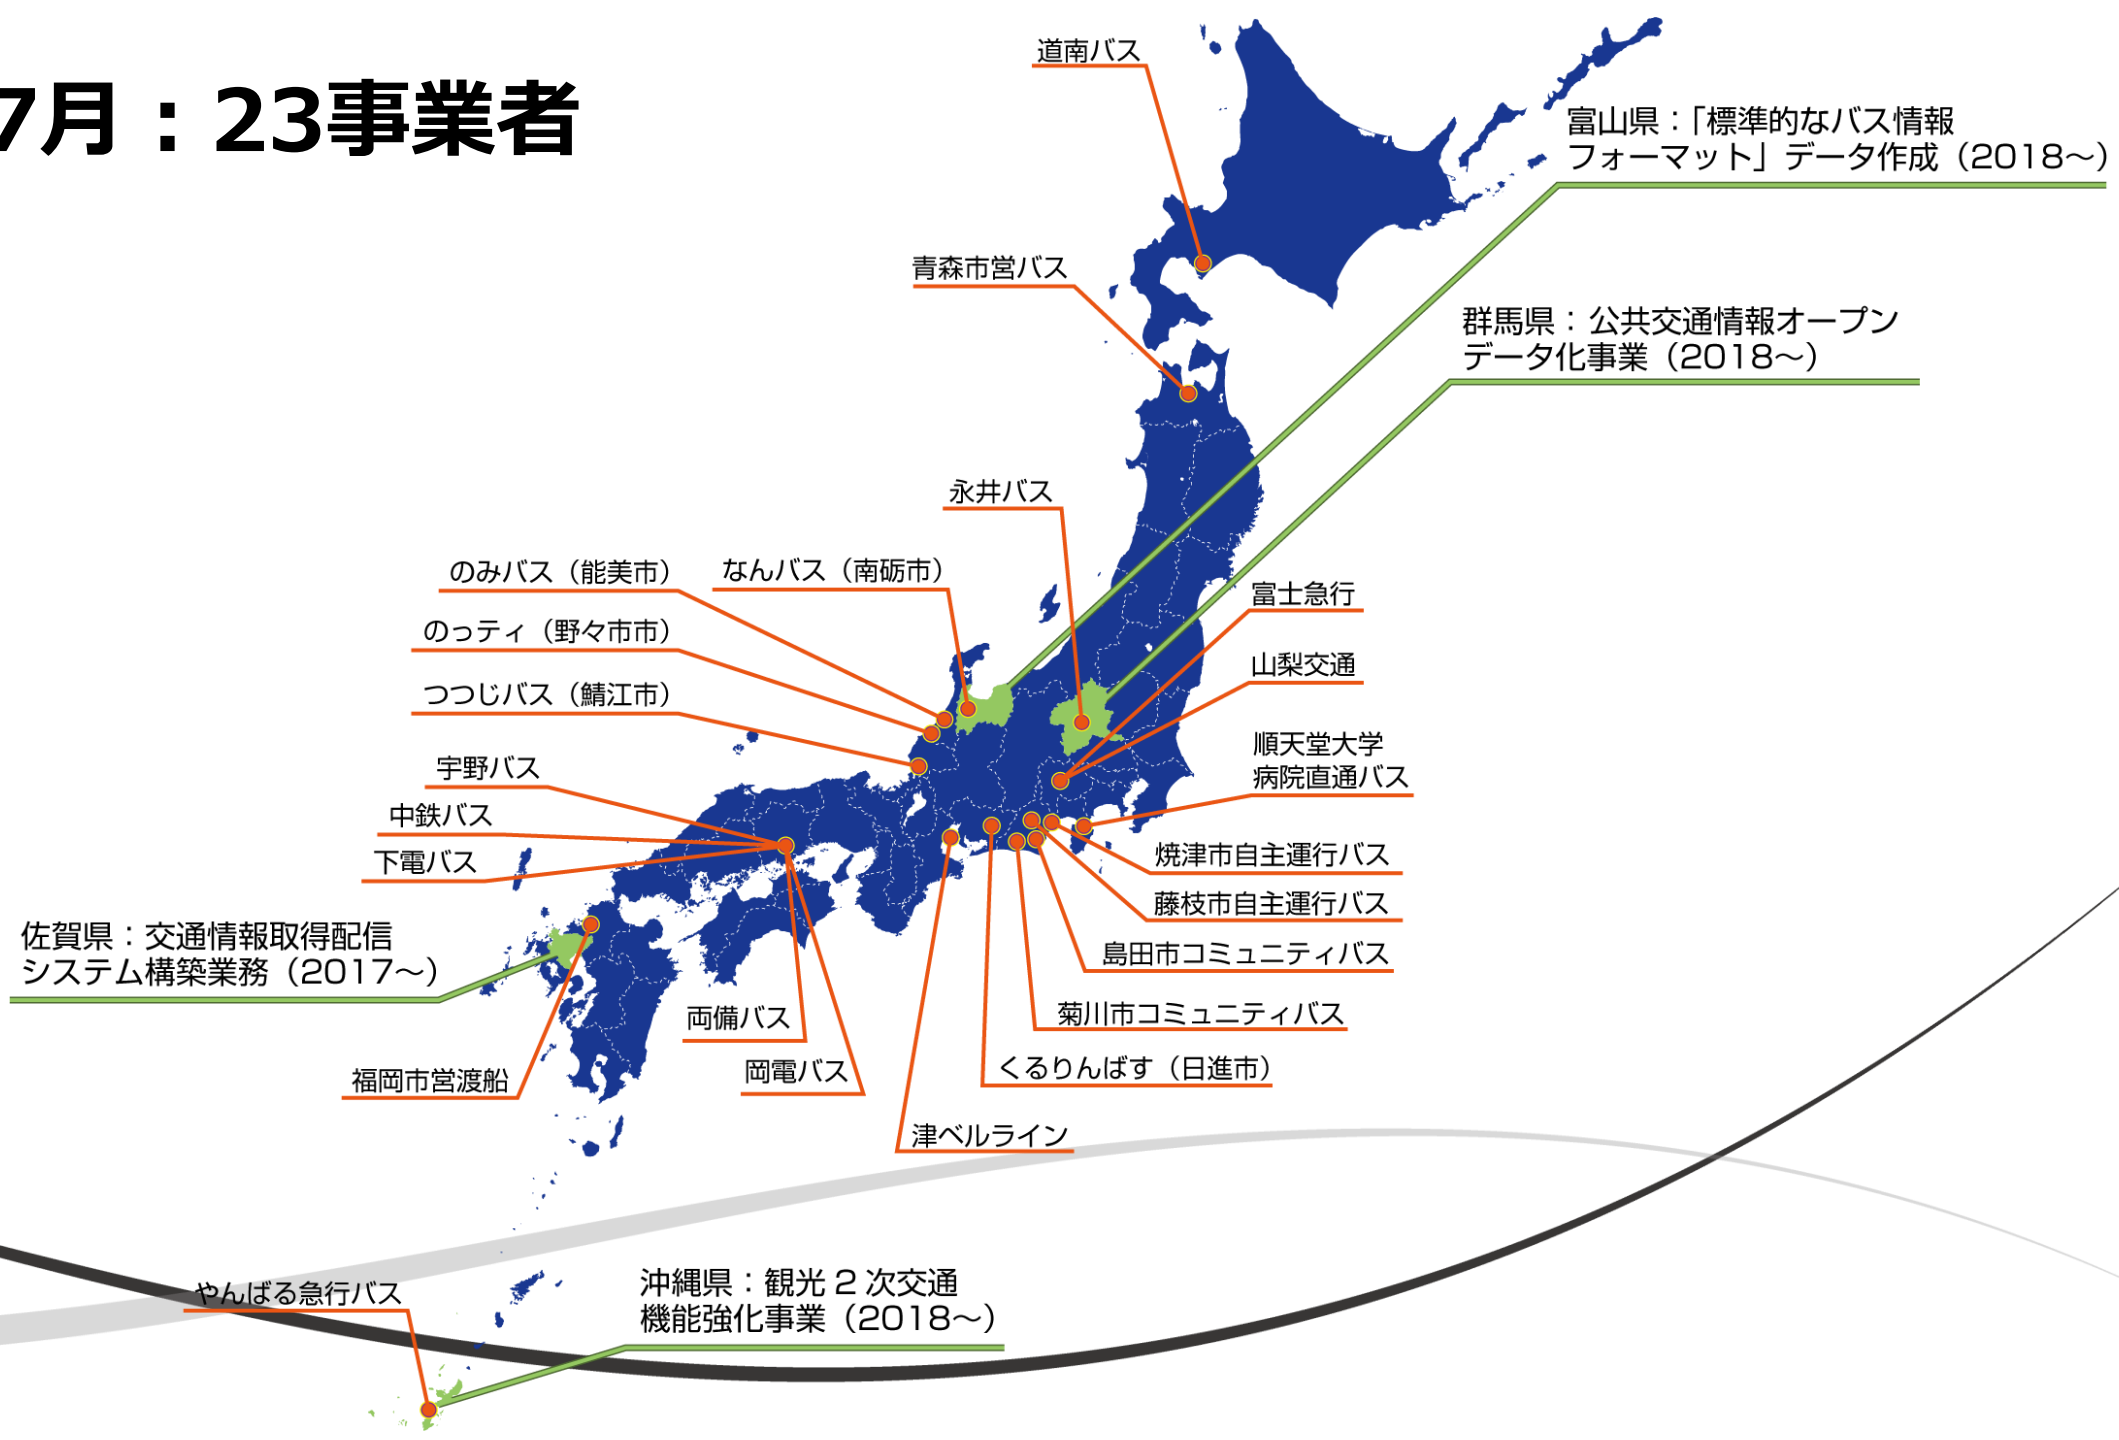 7月：23事業者
道南バス
富山県：「標準的なバス情報
フォーマット」データ作成（2018〜）
青森市営バス
群馬県：公共交通情報オープン
データ化事業（2018〜）
永井バス
のみバス（能美市）
なんバス（南砺市）
富士急行
のっティ（野々市市）
山梨交通
つつじバス（鯖江市）
順天堂大学
病院直通バス
宇野バス
中鉄バス
下電バス
焼津市自主運行バス
藤枝市自主運行バス
島田市コミュニティバス
佐賀県：交通情報取得配信
システム構築業務（2017〜）
両備バス
菊川市コミュニティバス
岡電バス
くるりんばす（日進市）
福岡市営渡船
津ベルライン
やんばる急行バス
沖縄県：観光２次交通
機能強化事業（2018〜）